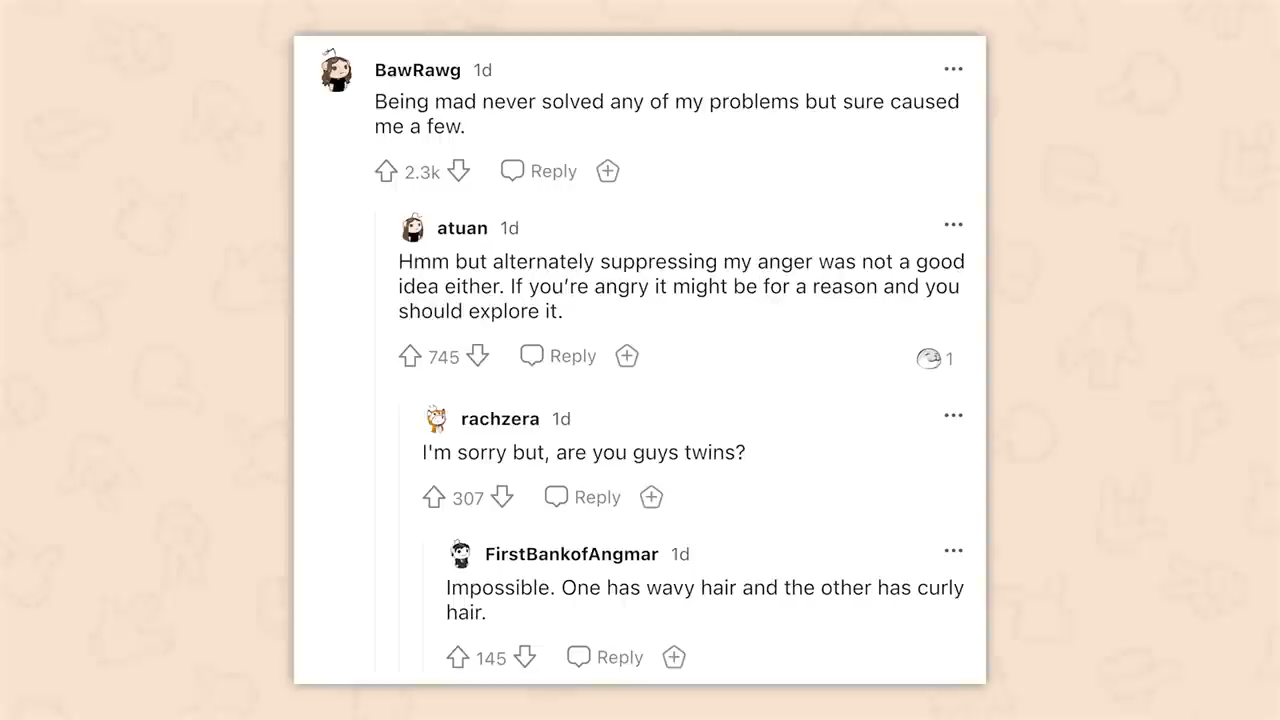 BawRawg 1d
Being mad never solved any of my problems but sure caused
me a few.
2.3k Reply
atuan 1d
Hmm but alternately suppressing my anger was not a good
idea either. If you’re angry it might be for a reason and you
should explore it.
745 Reply 1
rachzera 1d
I'm sorry but, are you guys twins?
307 Reply
FirstBankofAngmar 1d
Impossible. One has wavy hair and the other has curly
hair.
145 Reply